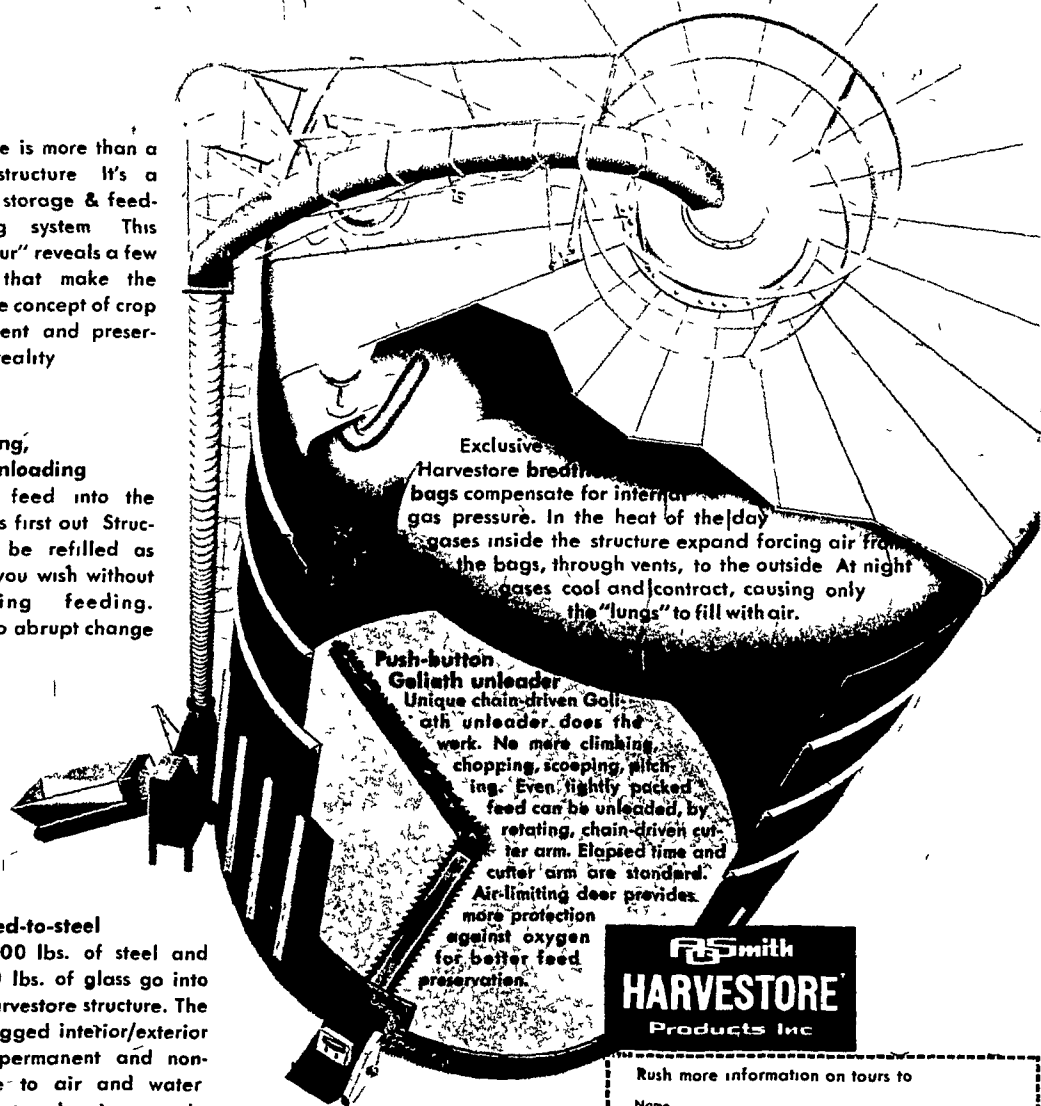 e is more than a
structure It's a
storage & feed-
g system This
ur" reveals a few
that make the
e concept of crop
ent and preser-
eality
ng,
nloading
feed into the
s first out Struc-
be refilled as
you wish without
ing feeding.
o abrupt change
ed-to-steel
00 lbs. of steel and
lbs. of glass go into
arvestore structure. The
gged interior/exterior
permanent and non-
e to air and water
Exclusive
Harvestore breath
bags compensate for internal
gas pressure. In the heat of the day
gases inside the structure expand forcing air from
the bags, through vents, to the outside At night
gases cool and contract, causing only
the "lungs" to fill with air.
Push-button
Goliath unloader
Unique chain-driven Goli-
ath unloader does the
work. No more climbing,
chopping, scooping, pitch-
ing. Even tightly packed
feed can be unloaded, by
rotating, chain-driven cut-
ter arm. Elapsed time and
cutter arm are standard.
Air-limiting door provides
more protection
against oxygen
for better feed
preservation.
AO Smith
HARVESTORE
Products Inc
Rush more information on tours to
Name